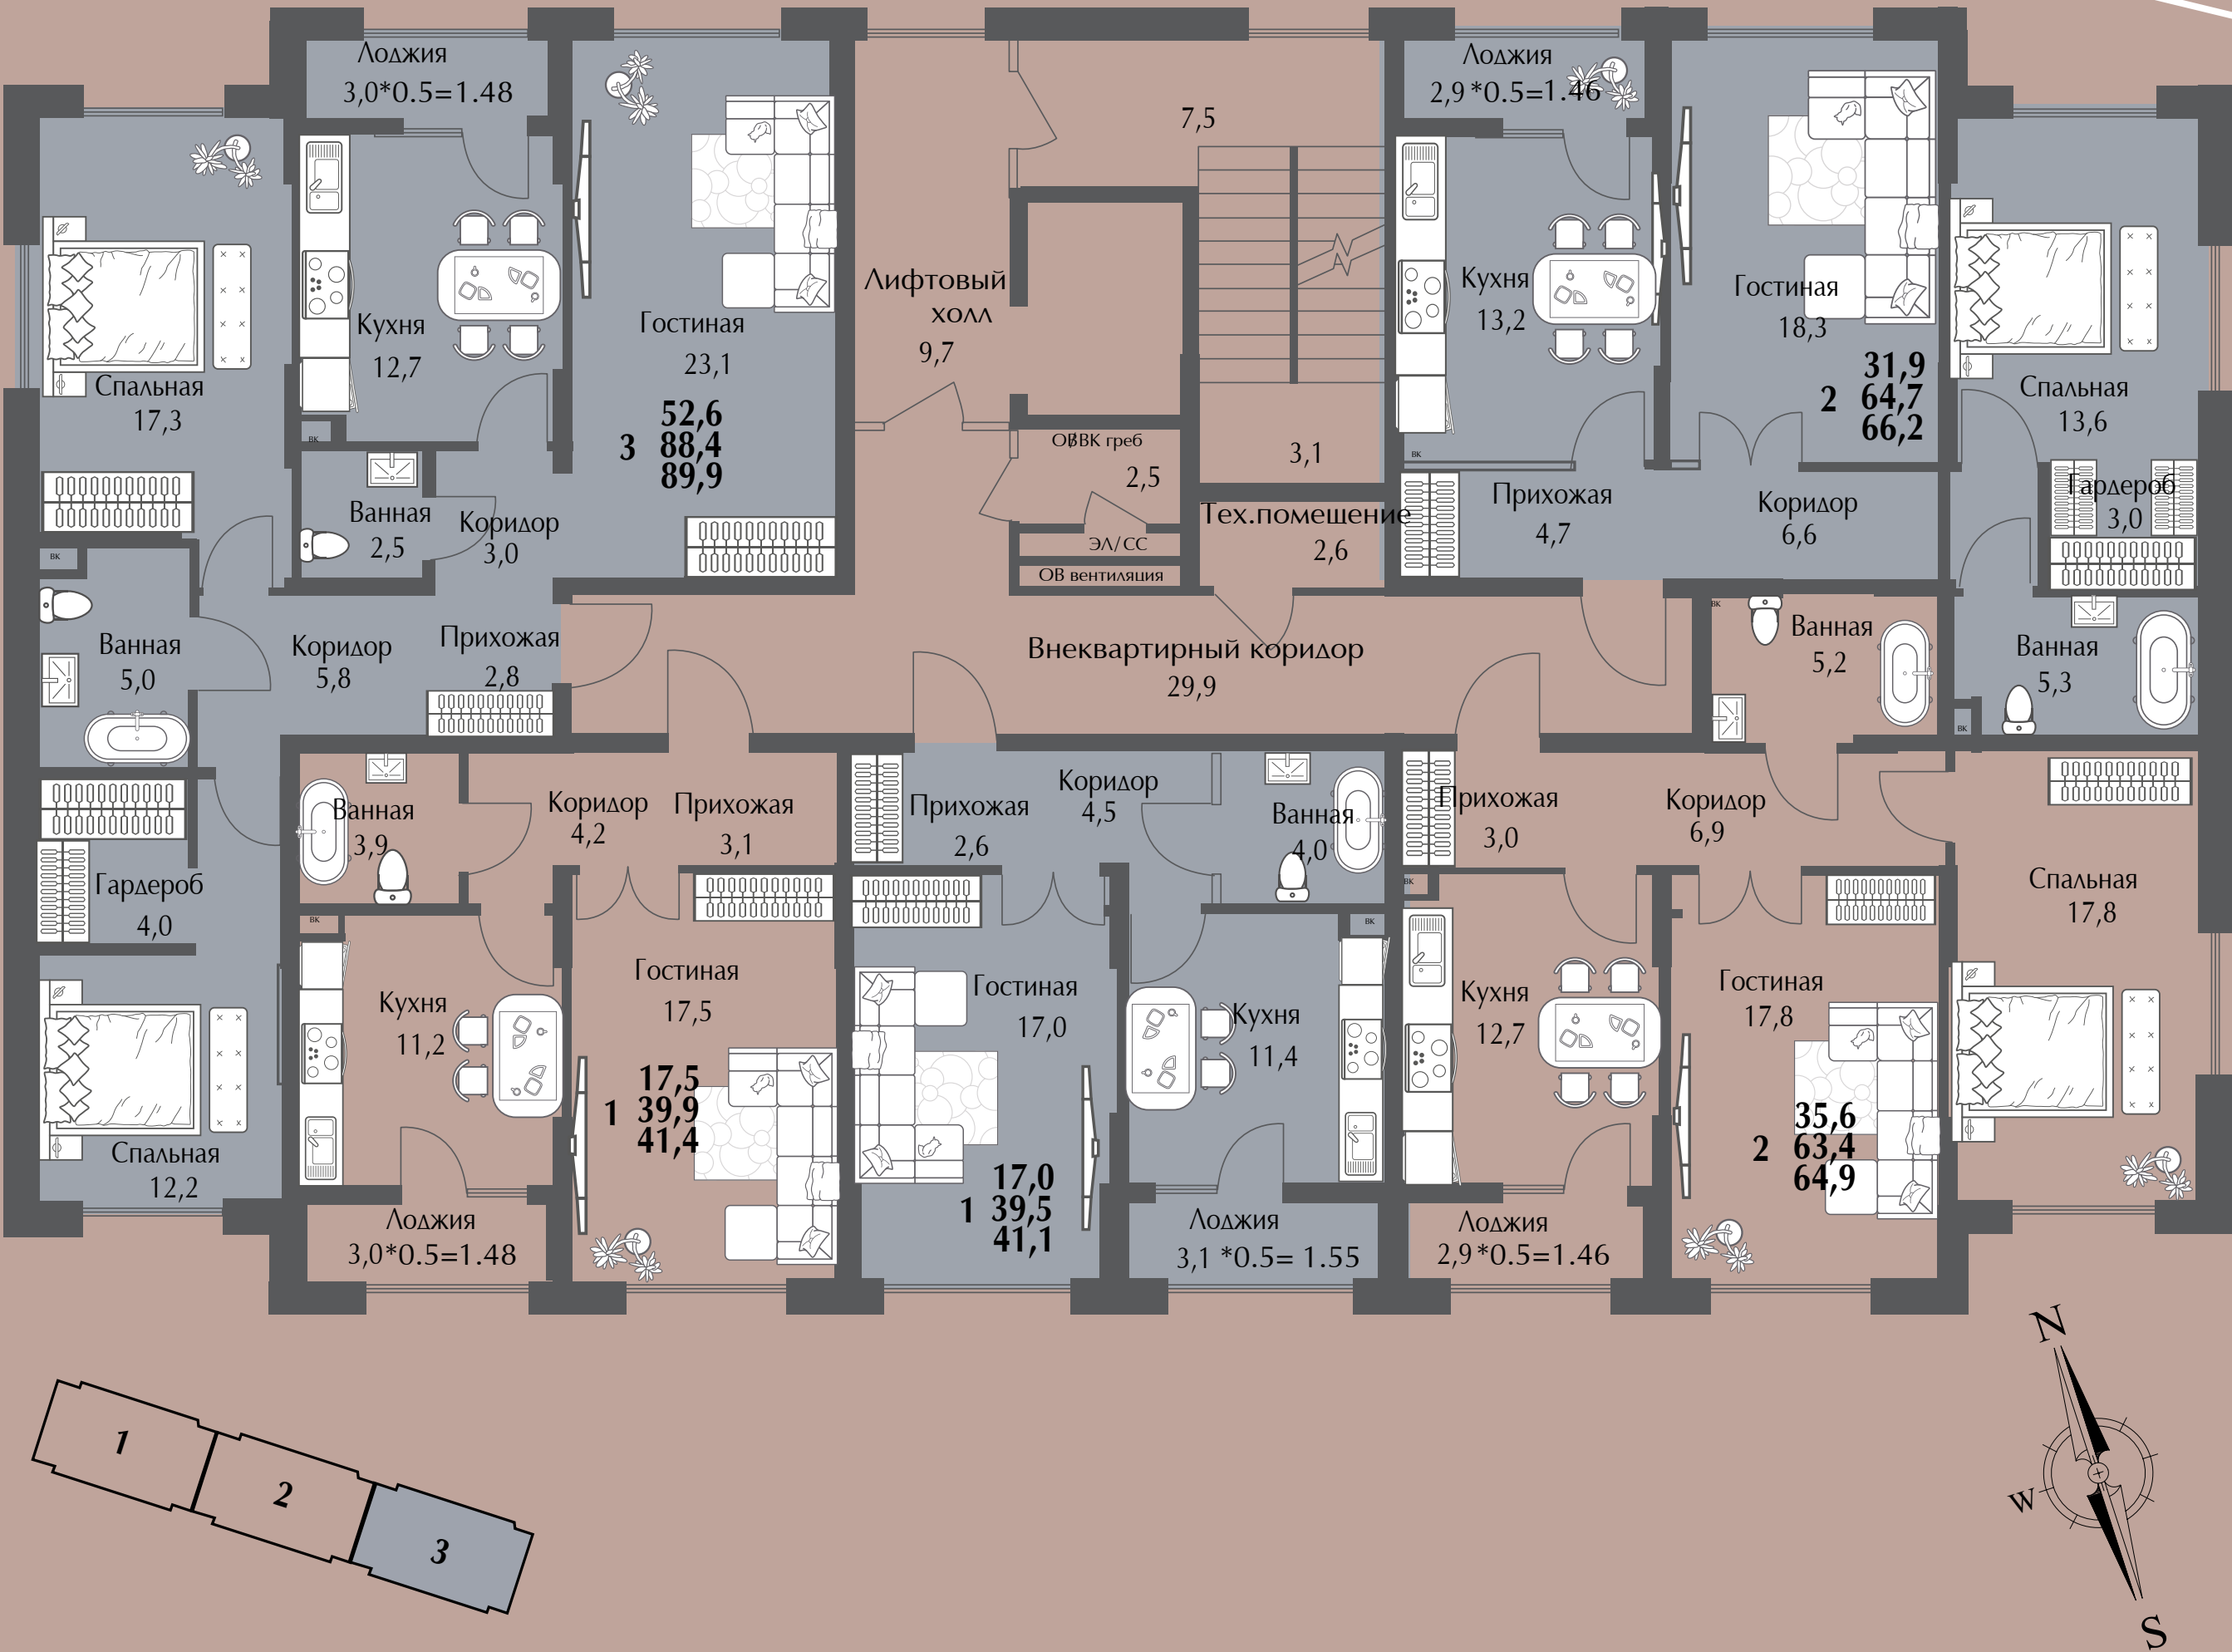 Лоджия
3,0*0.5=1.48
Кухня
12,7
Спальная
17,3
Гостиная
23,1
52,6
3 88,4
89,9
ВК
Ванная
2,5
Коридор
3,0
ВК
Ванная
5,0
Коридор
5,8
Прихожая
2,8
Гардероб
4,0
Спальная
12,2
Лифтовый
холл
9,7
7,5
3,1
ОВ/ВК греб
2,5
ЭЛ/СС
ОВ вентиляция
Тех.помещение
2,6
Внеквартирный коридор
29,9
Лоджия
2,9*0.5=1.46
Кухня
13,2
Гостиная
18,3
31,9
2 64,7
66,2
Спальная
13,6
Гардероб
3,0
ВК
Прихожая
4,7
Коридор
6,6
Ванная
5,3
ВК
ВК
Ванная
5,2
Ванная
3,9
Коридор
4,2
Прихожая
3,1
ВК
Кухня
11,2
Гостиная
17,5
17,5
1 39,9
41,4
Лоджия
3,0*0.5=1.48
Прихожая
2,6
Коридор
4,5
Ванная
4,0
ВК
Гостиная
17,0
Кухня
11,4
17,0
1 39,5
41,1
Лоджия
3,1 *0.5= 1.55
Прихожая
3,0
Коридор
6,9
ВК
Кухня
12,7
Гостиная
17,8
35,6
2 63,4
64,9
Спальная
17,8
Лоджия
2,9*0.5=1.46
1
2
3
N
W
S